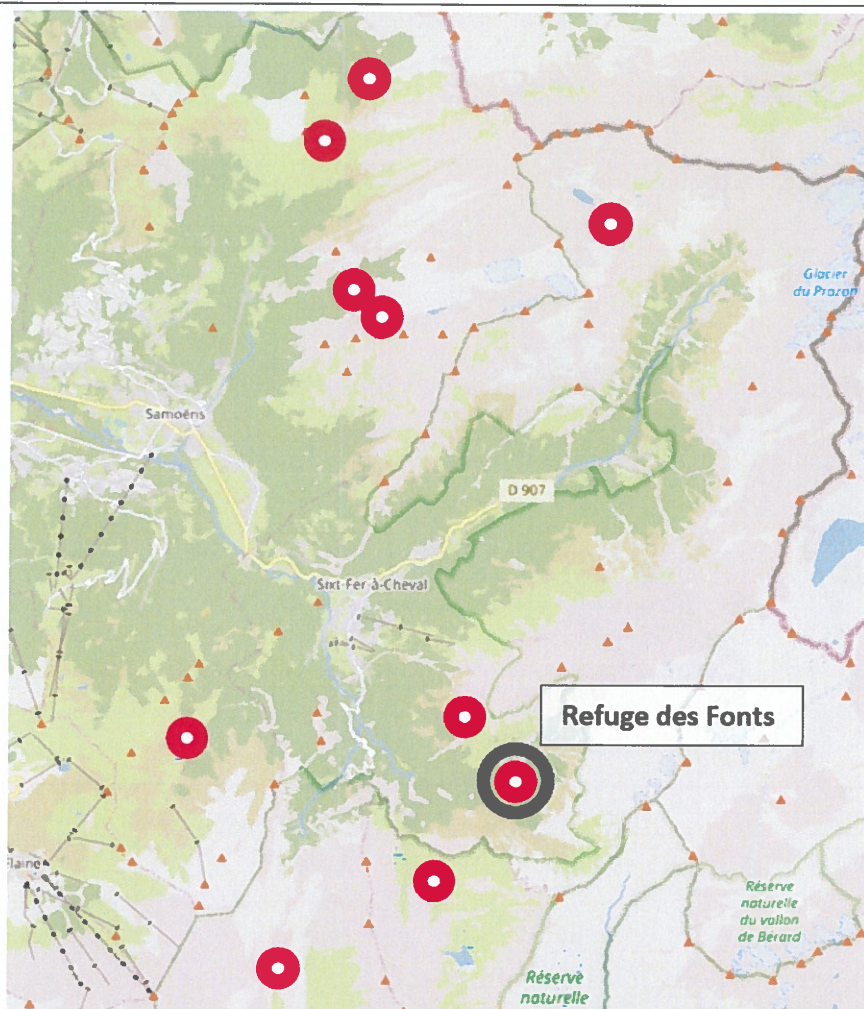 Glacier
du Prazon
Samoëns
D 907
Sixt-Fer-à-Cheval
Refuge des Fonts
Flaine
Réserve
naturelle
du vallon
de Bérard
Réserve
naturelle